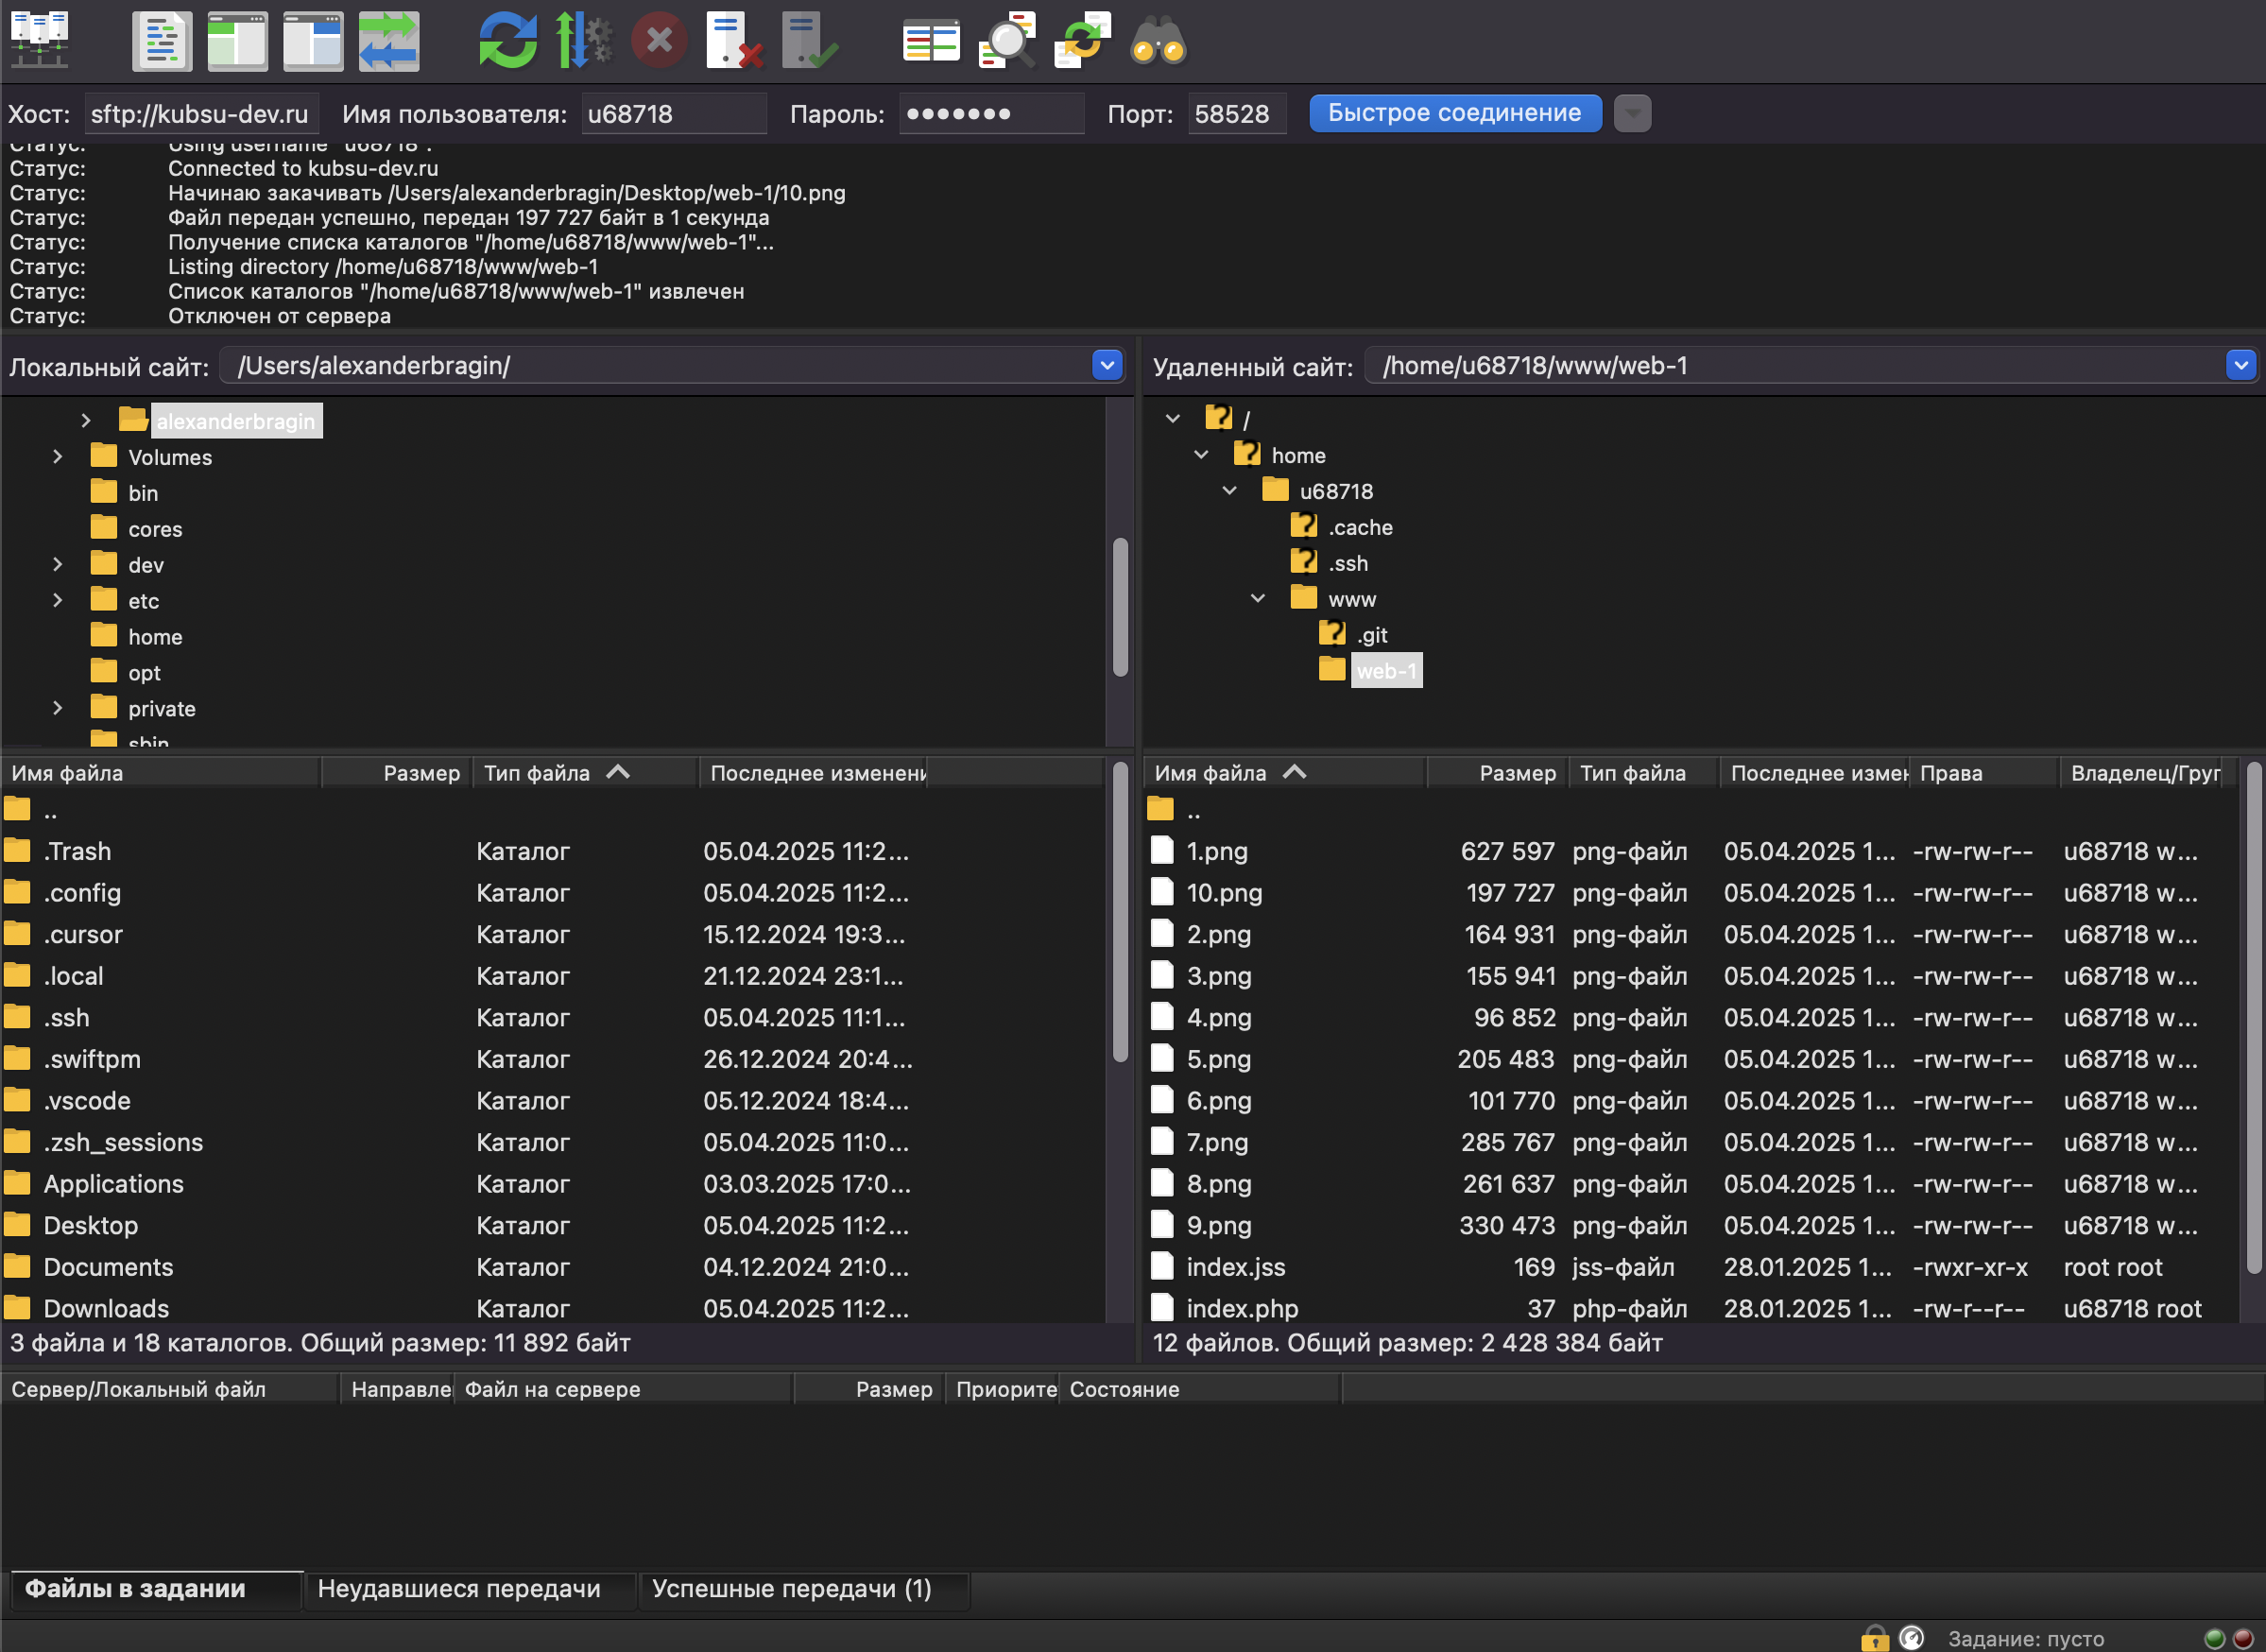 Хост: sftp://kubsu-dev.ru Имя пользователя: u68718 Пароль: ••••••• Порт: 58528 Быстрое соединение
Статус: Using username "u68718".
Статус: Connected to kubsu-dev.ru
Статус: Начинаю закачивать /Users/alexanderbragin/Desktop/web-1/10.png
Статус: Файл передан успешно, передан 197 727 байт в 1 секунда
Статус: Получение списка каталогов "/home/u68718/www/web-1"...
Статус: Listing directory /home/u68718/www/web-1
Статус: Список каталогов "/home/u68718/www/web-1" извлечен
Статус: Отключен от сервера
Локальный сайт: /Users/alexanderbragin/
alexanderbragin
Volumes
bin
cores
dev
etc
home
opt
private
sbin
Имя файла Размер Тип файла Последнее изменени
..
.Trash Каталог 05.04.2025 11:2...
.config Каталог 05.04.2025 11:2...
.cursor Каталог 15.12.2024 19:3...
.local Каталог 21.12.2024 23:1...
.ssh Каталог 05.04.2025 11:1...
.swiftpm Каталог 26.12.2024 20:4...
.vscode Каталог 05.12.2024 18:4...
.zsh_sessions Каталог 05.04.2025 11:0...
Applications Каталог 03.03.2025 17:0...
Desktop Каталог 05.04.2025 11:2...
Documents Каталог 04.12.2024 21:0...
Downloads Каталог 05.04.2025 11:2...
3 файла и 18 каталогов. Общий размер: 11 892 байт
Удаленный сайт: /home/u68718/www/web-1
/
home
u68718
.cache
.ssh
www
.git
web-1
Имя файла Размер Тип файла Последнее измен Права Владелец/Груг
..
1.png 627 597 png-файл 05.04.2025 1... -rw-rw-r-- u68718 w...
10.png 197 727 png-файл 05.04.2025 1... -rw-rw-r-- u68718 w...
2.png 164 931 png-файл 05.04.2025 1... -rw-rw-r-- u68718 w...
3.png 155 941 png-файл 05.04.2025 1... -rw-rw-r-- u68718 w...
4.png 96 852 png-файл 05.04.2025 1... -rw-rw-r-- u68718 w...
5.png 205 483 png-файл 05.04.2025 1... -rw-rw-r-- u68718 w...
6.png 101 770 png-файл 05.04.2025 1... -rw-rw-r-- u68718 w...
7.png 285 767 png-файл 05.04.2025 1... -rw-rw-r-- u68718 w...
8.png 261 637 png-файл 05.04.2025 1... -rw-rw-r-- u68718 w...
9.png 330 473 png-файл 05.04.2025 1... -rw-rw-r-- u68718 w...
index.jss 169 jss-файл 28.01.2025 1... -rwxr-xr-x root root
index.php 37 php-файл 28.01.2025 1... -rw-r--r-- u68718 root
12 файлов. Общий размер: 2 428 384 байт
Сервер/Локальный файл Направлен Файл на сервере Размер Приорите Состояние
Файлы в задании Неудавшиеся передачи Успешные передачи (1)
Задание: пусто